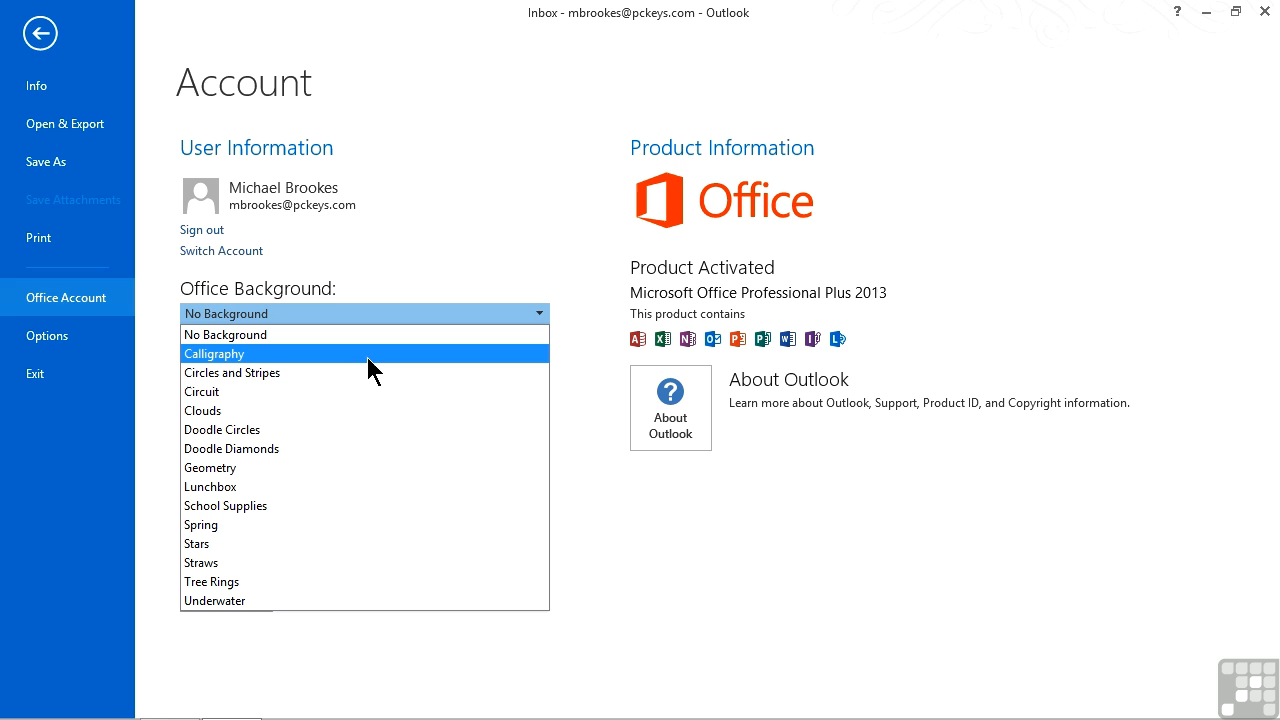 Inbox - mbrookes@pckeys.com - Outlook
?
Info
Open & Export
Save As
Save Attachments
Print
Office Account
Options
Exit
Account
User Information
Michael Brookes
mbrookes@pckeys.com
Sign out
Switch Account
Office Background:
No Background
No Background
Calligraphy
Circles and Stripes
Circuit
Clouds
Doodle Circles
Doodle Diamonds
Geometry
Lunchbox
School Supplies
Spring
Stars
Straws
Tree Rings
Underwater
Product Information
Office
Product Activated
Microsoft Office Professional Plus 2013
This product contains
?
About
Outlook
About Outlook
Learn more about Outlook, Support, Product ID, and Copyright information.